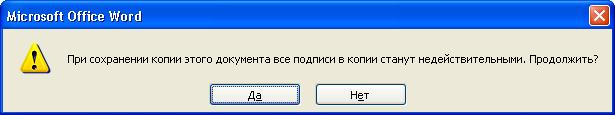 Microsoft Office Word
При сохранении копии этого документа все подписи в копии станут недействительными. Продолжить?
Да
Нет